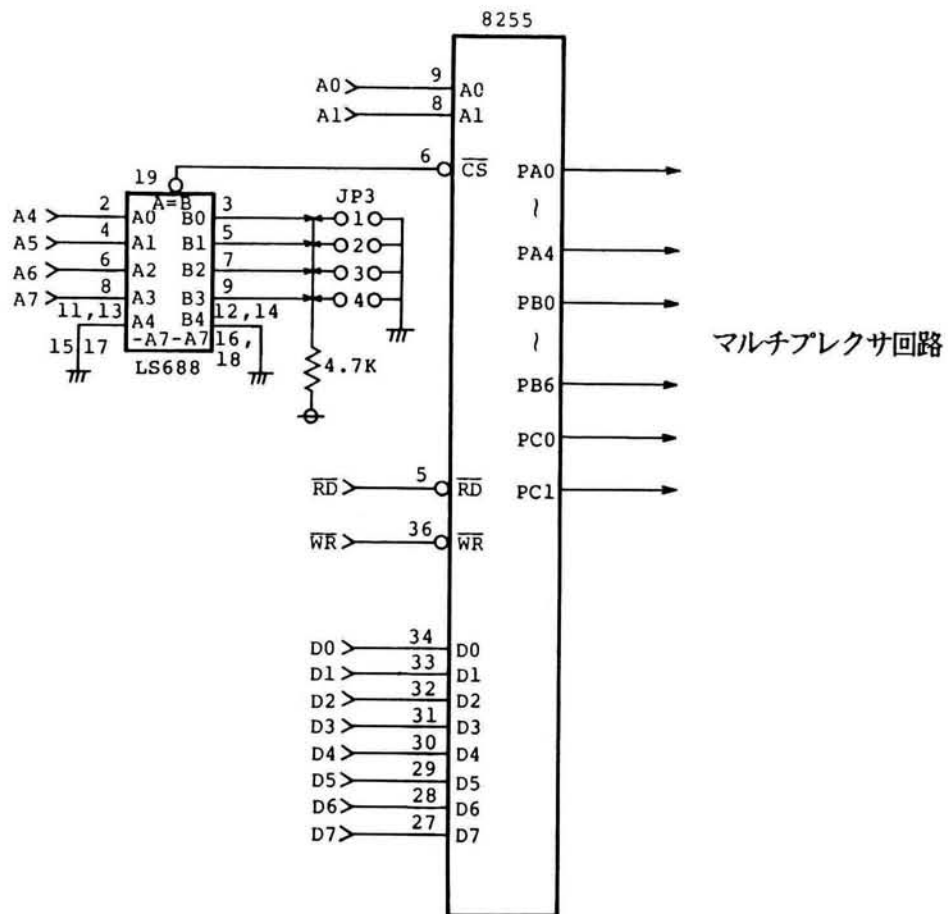 8255
A0 9 A0
A1 8 A1
6 CS
PA0
19
A=B
JP3
A4 2 A0 B0 3 1
A5 4 A1 B1 5 2
A6 6 A2 B2 7 3
A7 8 A3 B3 9 4
11,13 A4 B4 12,14
15,17 -A7-A7 16,
18
LS688
4.7K
~
PA4
PB0
~
マルチプレクサ回路
PB6
PC0
RD 5 RD PC1
WR 36 WR
D0 34 D0
D1 33 D1
D2 32 D2
D3 31 D3
D4 30 D4
D5 29 D5
D6 28 D6
D7 27 D7